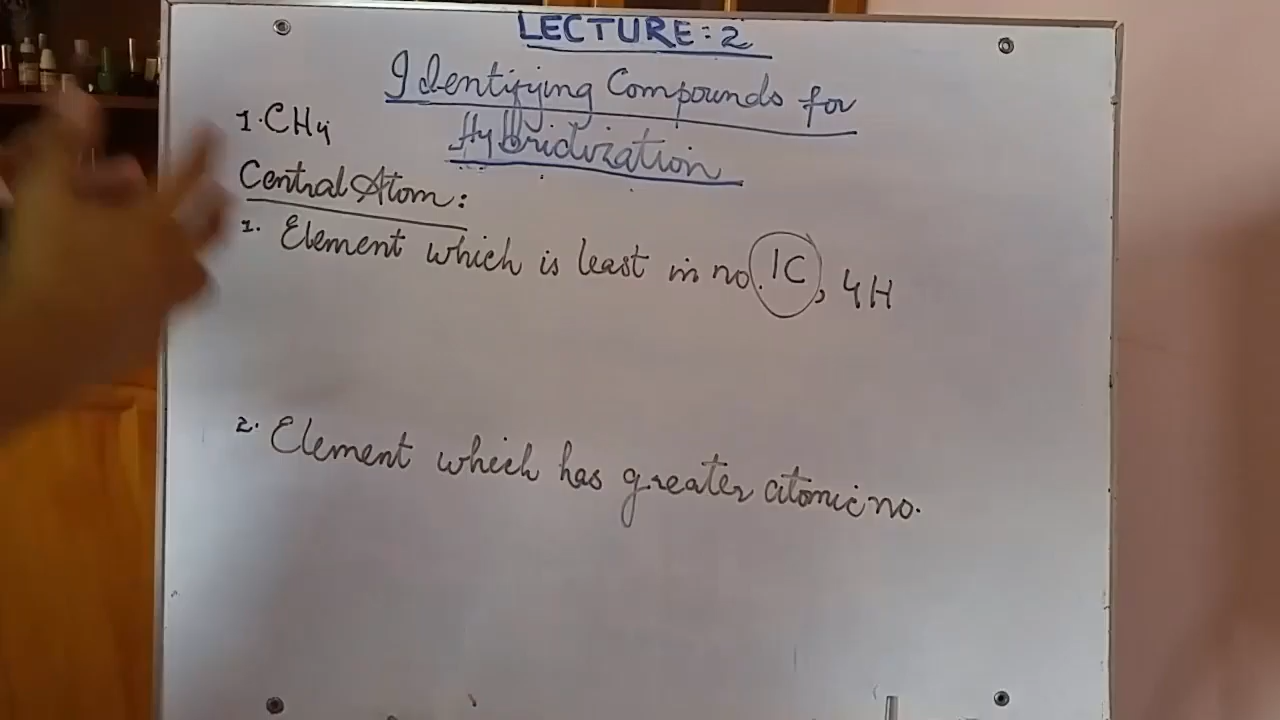 LECTURE: 2
Identifying Compounds for
Hybridization
1. CH4
Central Atom:
1. Element which is least in no. 1C, 4H
2. Element which has greater atomic no.